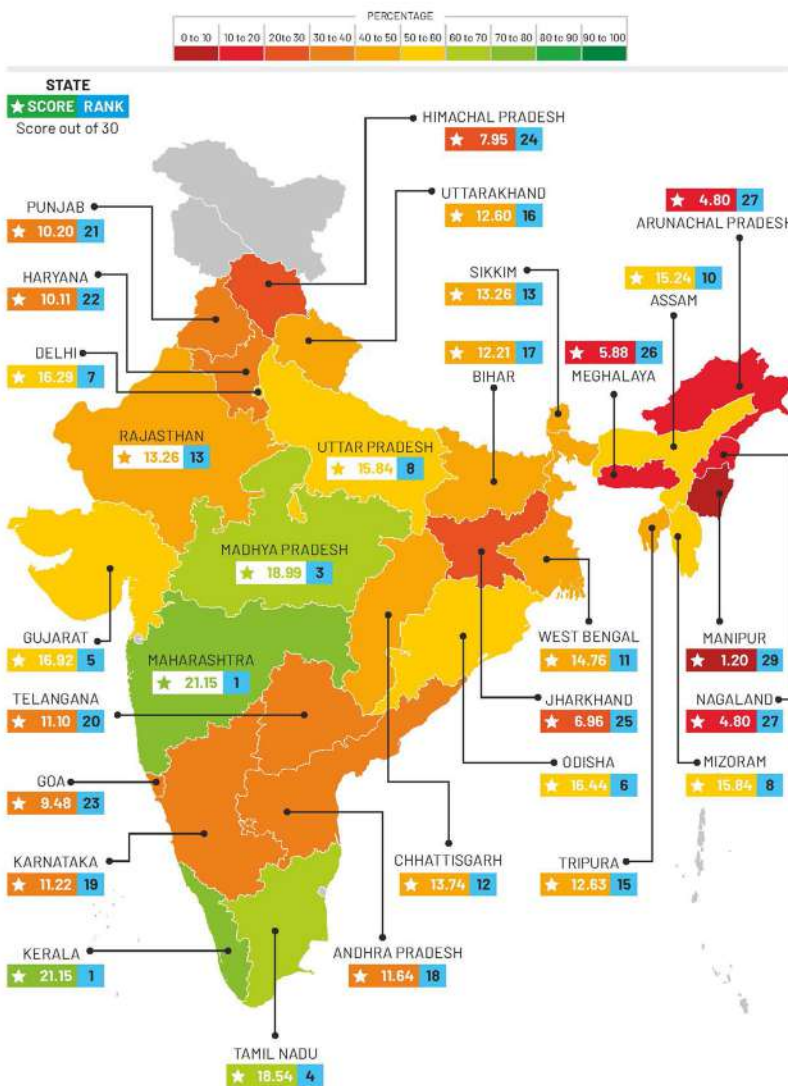 PERCENTAGE
0 to 10 10 to 20 20to 30 30 to 40 40 to 50 50 to 60 60 to 70 70 to 80 80 to 90 90 to 100
STATE
SCORE RANK
Score out of 30
HIMACHAL PRADESH
7.95 24
PUNJAB
10.20 21
UTTARAKHAND
12.60 16
4.80 27
ARUNACHAL PRADESH
HARYANA
10.11 22
SIKKIM
13.26 13
15.24 10
ASSAM
DELHI
16.29 7
12.21 17
BIHAR
5.88 26
MEGHALAYA
RAJASTHAN
13.26 13
UTTAR PRADESH
15.84 8
MADHYA PRADESH
18.99 3
GUJARAT
16.92 5
MAHARASHTRA
21.15 1
WEST BENGAL
14.76 11
MANIPUR
1.20 29
TELANGANA
11.10 20
JHARKHAND
6.96 25
NAGALAND
4.80 27
GOA
9.48 23
ODISHA
16.44 6
MIZORAM
15.84 8
KARNATAKA
11.22 19
CHHATTISGARH
13.74 12
TRIPURA
12.63 15
KERALA
21.15 1
ANDHRA PRADESH
11.64 18
TAMIL NADU
18.54 4